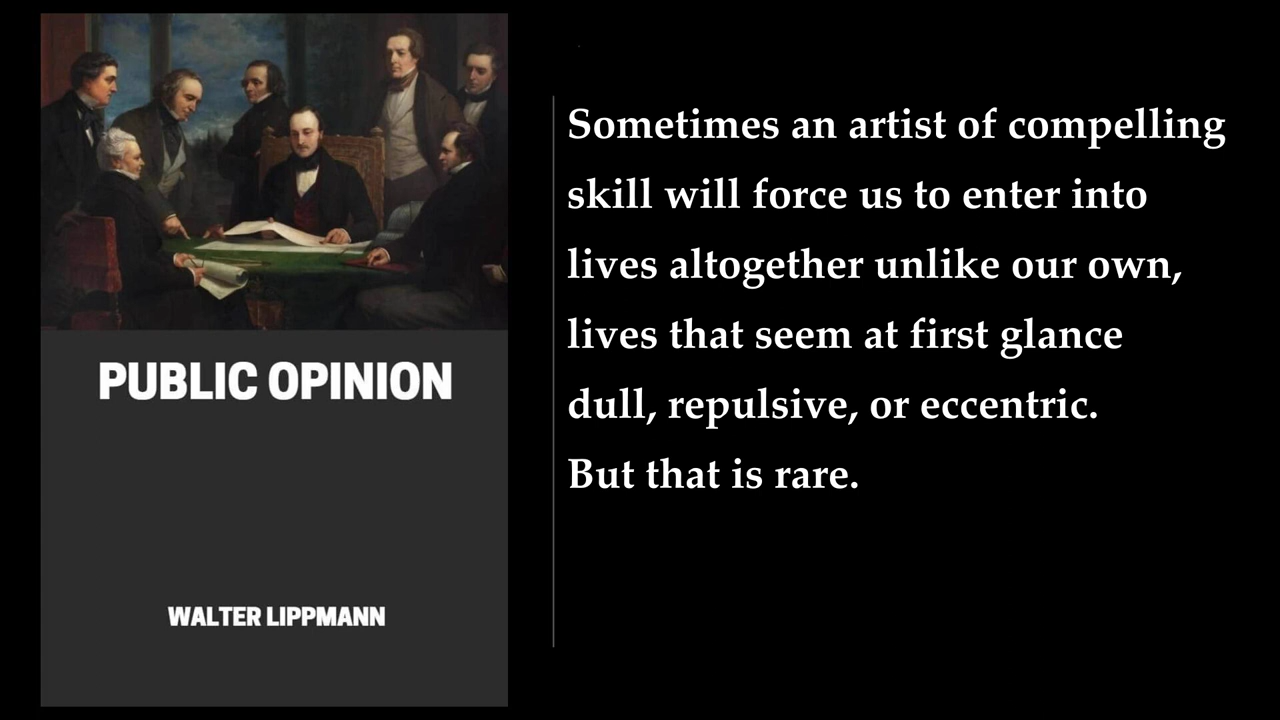 PUBLIC OPINION
WALTER LIPPMANN
Sometimes an artist of compelling
skill will force us to enter into
lives altogether unlike our own,
lives that seem at first glance
dull, repulsive, or eccentric.
But that is rare.